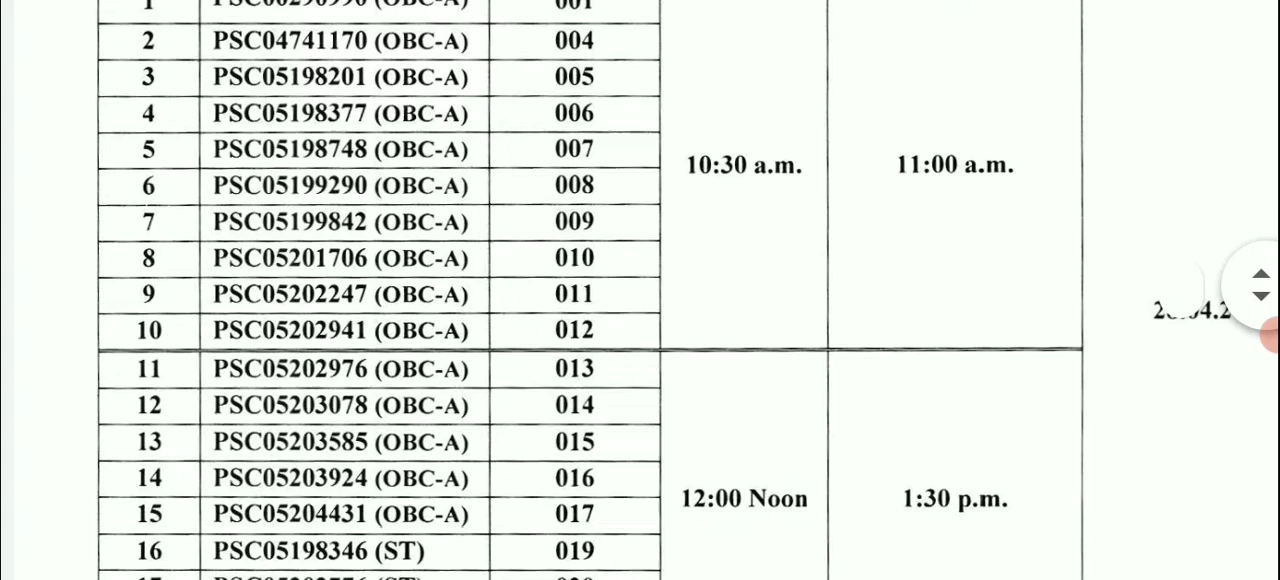 2 PSC04741170 (OBC-A) 004
3 PSC05198201 (OBC-A) 005
4 PSC05198377 (OBC-A) 006
5 PSC05198748 (OBC-A) 007
10:30 a.m. 11:00 a.m.
6 PSC05199290 (OBC-A) 008
7 PSC05199842 (OBC-A) 009
8 PSC05201706 (OBC-A) 010
9 PSC05202247 (OBC-A) 011
10 PSC05202941 (OBC-A) 012
11 PSC05202976 (OBC-A) 013
12 PSC05203078 (OBC-A) 014
13 PSC05203585 (OBC-A) 015
14 PSC05203924 (OBC-A) 016
12:00 Noon 1:30 p.m.
15 PSC05204431 (OBC-A) 017
16 PSC05198346 (ST) 019